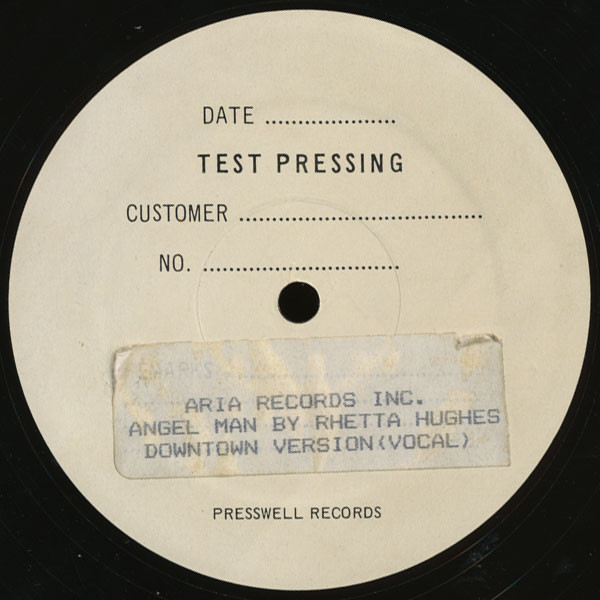 DATE ....................
TEST PRESSING
CUSTOMER .....................................
NO. ..............................
ARIA RECORDS INC.
ANGEL MAN BY RHETTA HUGHES
DOWNTOWN VERSION(VOCAL)
PRESSWELL RECORDS